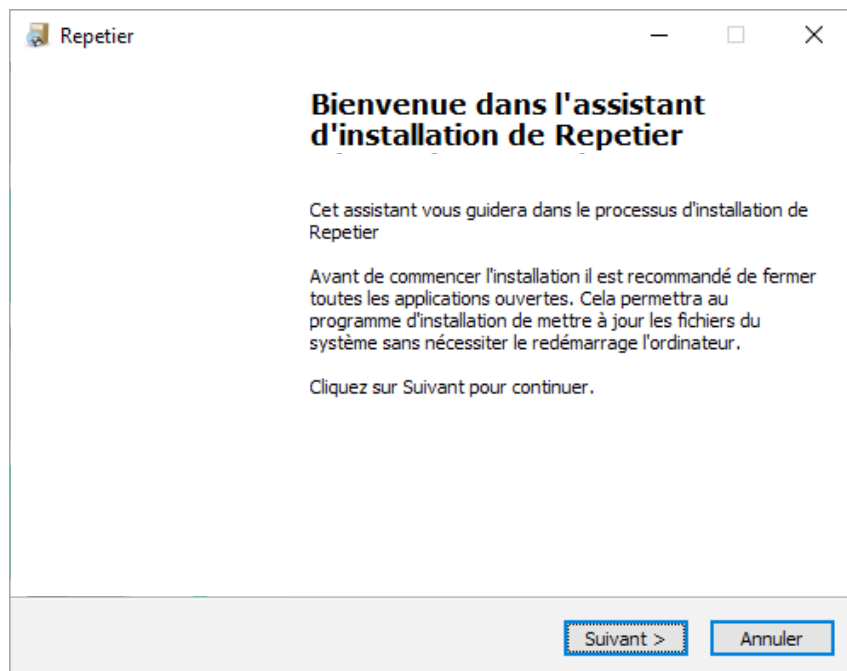 Repetier
Bienvenue dans l'assistant
d'installation de Repetier
Cet assistant vous guidera dans le processus d'installation de
Repetier
Avant de commencer l'installation il est recommandé de fermer
toutes les applications ouvertes. Cela permettra au
programme d'installation de mettre à jour les fichiers du
système sans nécessiter le redémarrage l'ordinateur.
Cliquez sur Suivant pour continuer.
Suivant >
Annuler